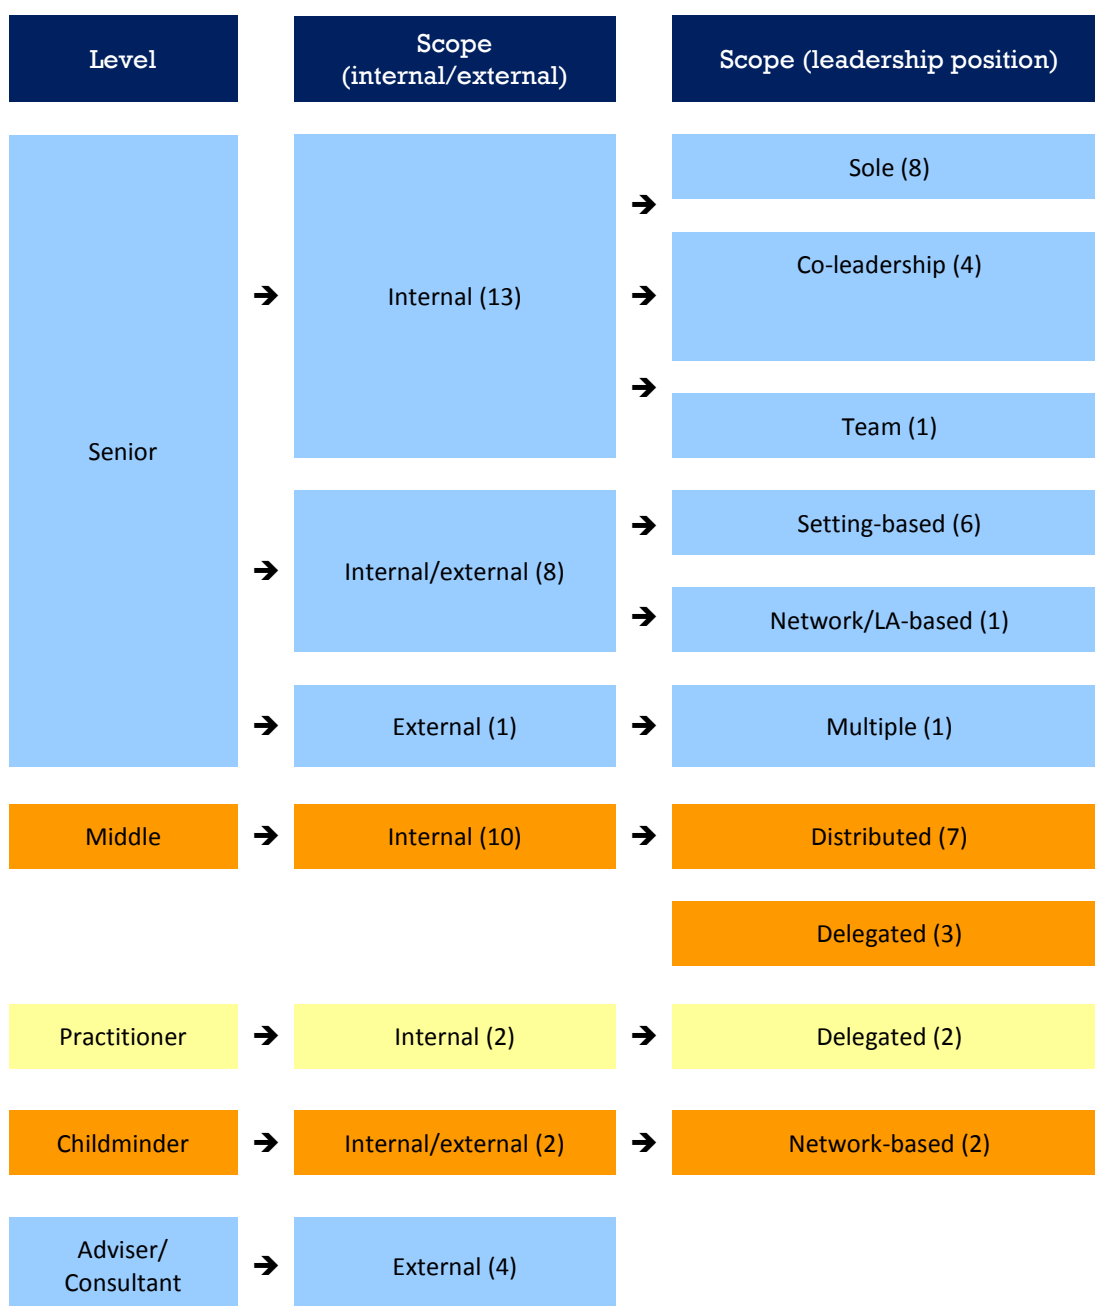 Level
Scope
(internal/external)
Scope (leadership position)
Senior
Internal (13)
Sole (8)
Co-leadership (4)
Team (1)
Internal/external (8)
Setting-based (6)
Network/LA-based (1)
External (1)
Multiple (1)
Middle
Internal (10)
Distributed (7)
Delegated (3)
Practitioner
Internal (2)
Delegated (2)
Childminder
Internal/external (2)
Network-based (2)
Adviser/
Consultant
External (4)